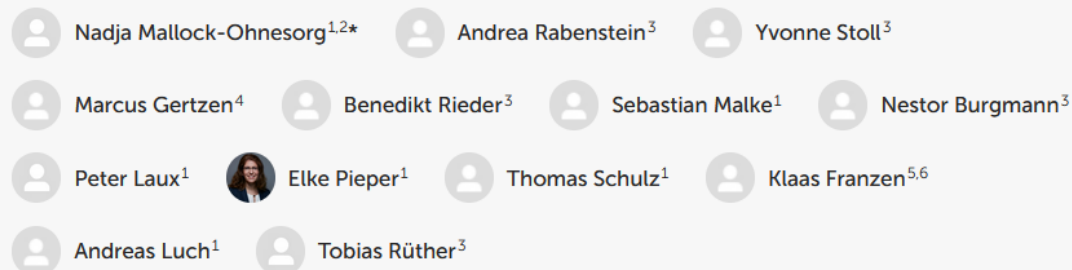 Nadja Mallock-Ohnesorg1,2* Andrea Rabenstein3 Yvonne Stoll3
Marcus Gertzen4 Benedikt Rieder3 Sebastian Malke1 Nestor Burgmann3
Peter Laux1 Elke Pieper1 Thomas Schulz1 Klaas Franzen5,6
Andreas Luch1 Tobias Rüther3